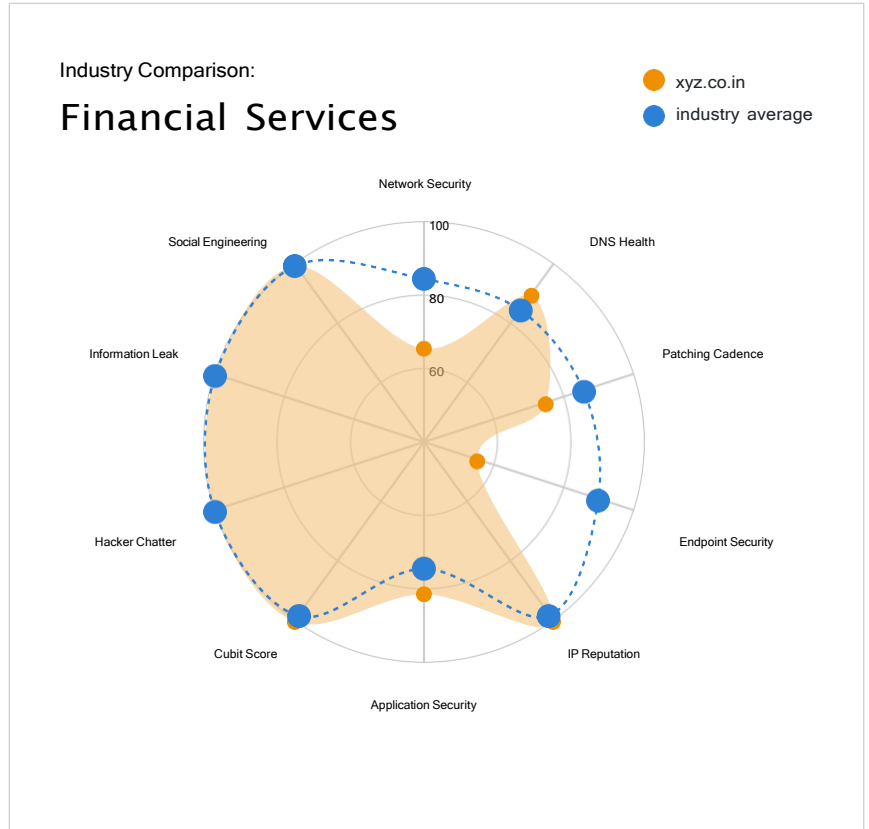 Industry Comparison:
Financial Services
xyz.co.in
industry average
Network Security
100
80
60
DNS Health
Patching Cadence
Endpoint Security
IP Reputation
Application Security
Cubit Score
Hacker Chatter
Information Leak
Social Engineering